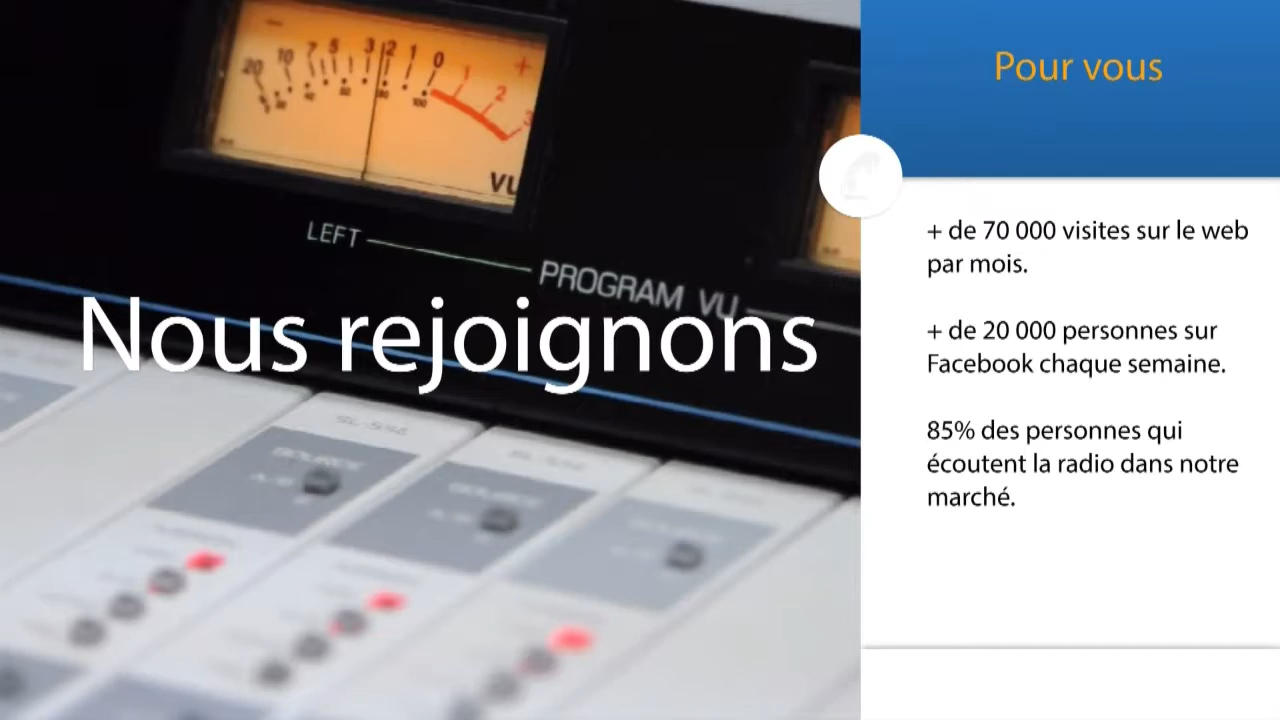 20 10 7 5 3 2 1 0 1 2 3
VU
LEFT
PROGRAM VU
Nous rejoignons
Pour vous
+ de 70 000 visites sur le web
par mois.
+ de 20 000 personnes sur
Facebook chaque semaine.
85% des personnes qui
écoutent la radio dans notre
marché.